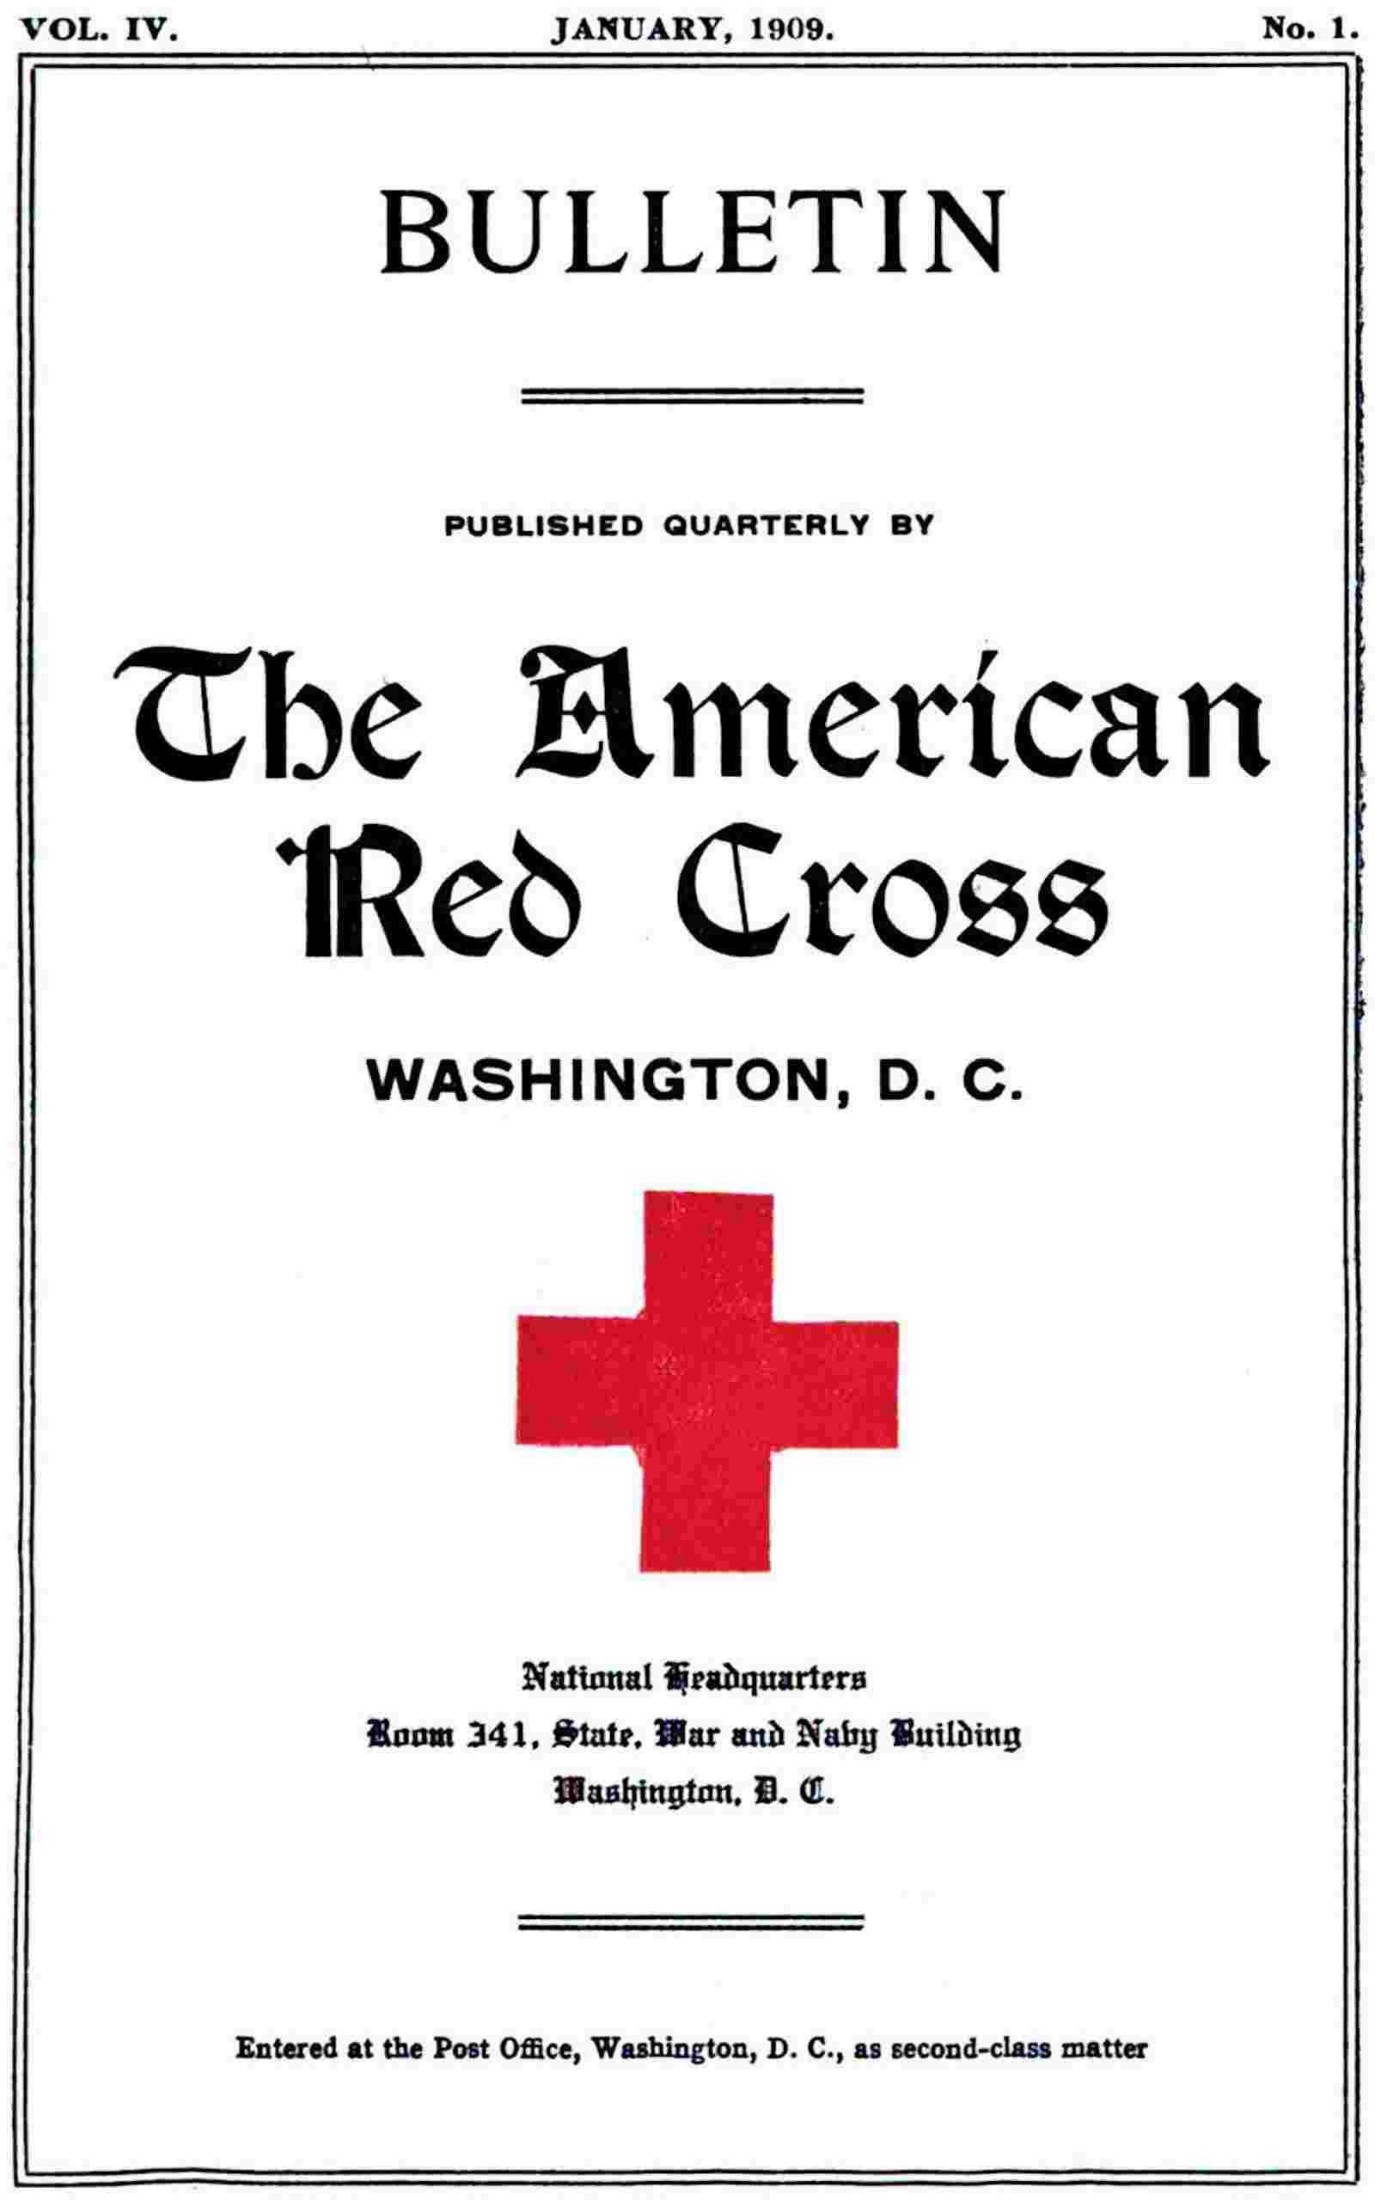 VOL. IV. JANUARY, 1909. No. 1.
BULLETIN
PUBLISHED QUARTERLY BY
The American
Red Cross
WASHINGTON, D. C.
National Headquarters
Room 341, State, War and Navy Building
Washington, D. C.
Entered at the Post Office, Washington, D. C., as second-class matter